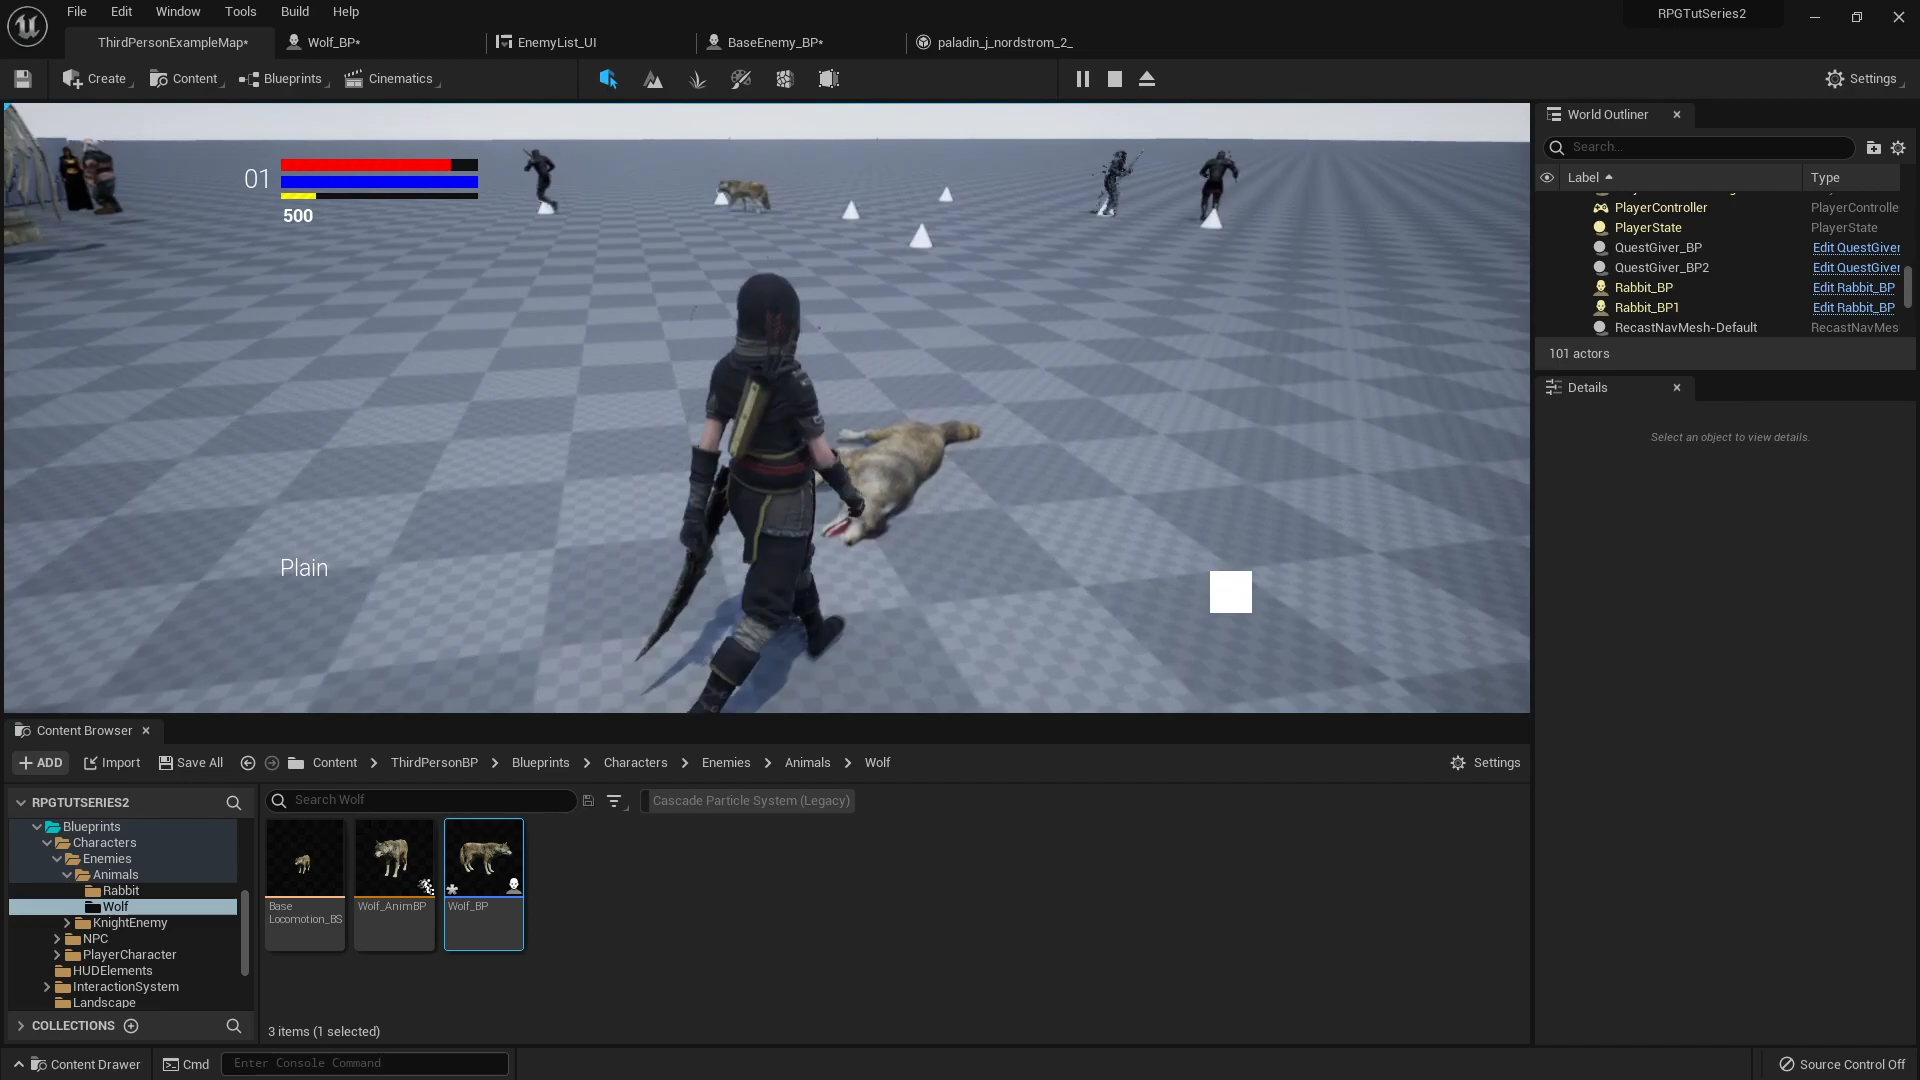 File Edit Window Tools Build Help
RPGTutSeries2
ThirdPersonExampleMap*
Wolf_BP*
EnemyList_UI
BaseEnemy_BP*
paladin_j_nordstrom_2_
Create
Content
Blueprints
Cinematics
Settings
01
500
Plain
World Outliner
Search...
Label
Type
PlayerController PlayerControlle
PlayerState PlayerState
QuestGiver_BP Edit QuestGiver
QuestGiver_BP2 Edit QuestGiver
Rabbit_BP Edit Rabbit_BP
Rabbit_BP1 Edit Rabbit_BP
RecastNavMesh-Default RecastNavMes
101 actors
Details
Select an object to view details.
Content Browser
ADD Import Save All Content ThirdPersonBP Blueprints Characters Enemies Animals Wolf Settings
RPGTUTSERIES2
Search Wolf
Cascade Particle System (Legacy)
Blueprints
Characters
Enemies
Animals
Rabbit
Wolf
KnightEnemy
NPC
PlayerCharacter
HUDElements
InteractionSystem
Landscape
COLLECTIONS
Base
Locomotion_BS
Wolf_AnimBP
Wolf_BP
3 items (1 selected)
Content Drawer Cmd Enter Console Command Source Control Off